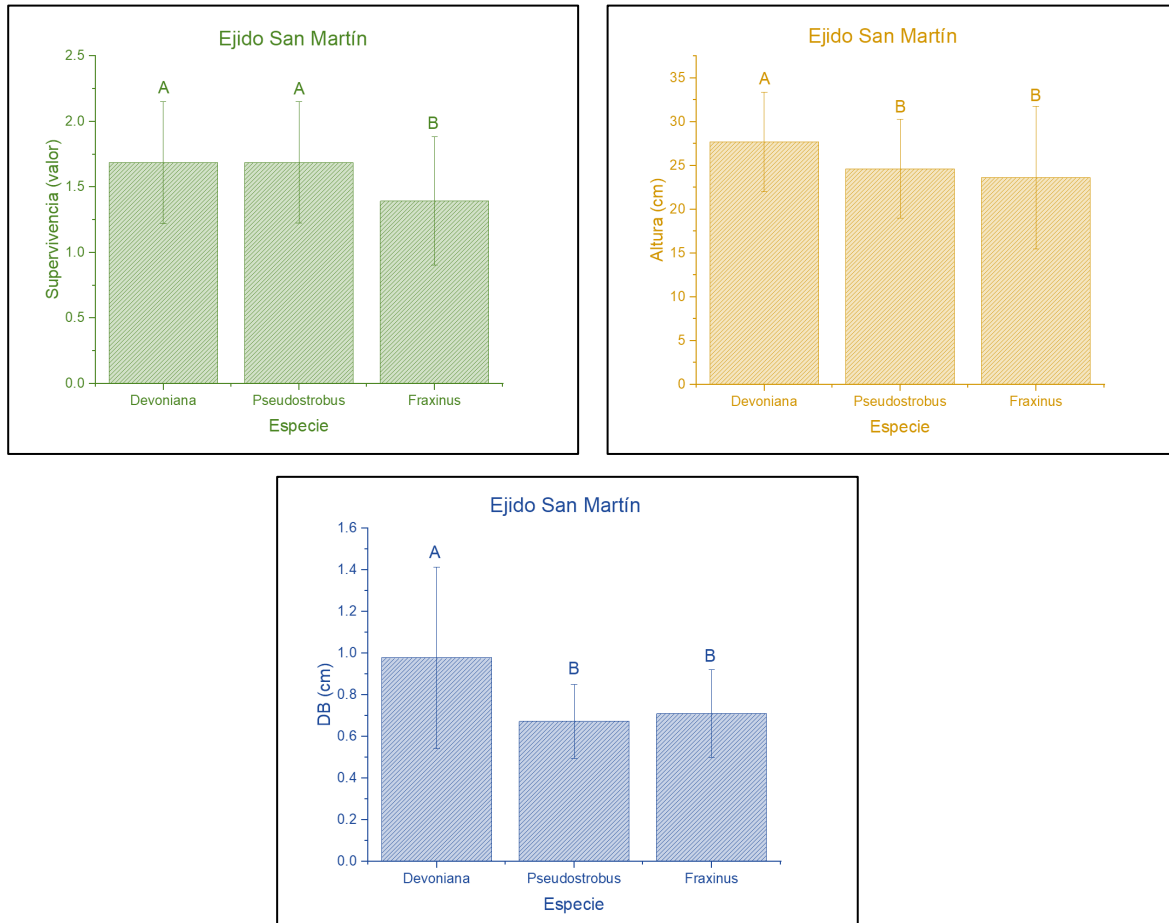 Ejido San Martín
2.5
A
A
2.0
B
1.5
1.0
0.5
0.0
Supervivencia (valor)
Devoniana Pseudostrobus Fraxinus
Especie
Ejido San Martín
35
A
B
B
30
25
20
15
10
5
0
Altura (cm)
Devoniana Pseudostrobus Fraxinus
Especie
Ejido San Martín
1.6
A
1.4
1.2
1.0
B
B
0.8
0.6
0.4
0.2
0.0
DB (cm)
Devoniana Pseudostrobus Fraxinus
Especie